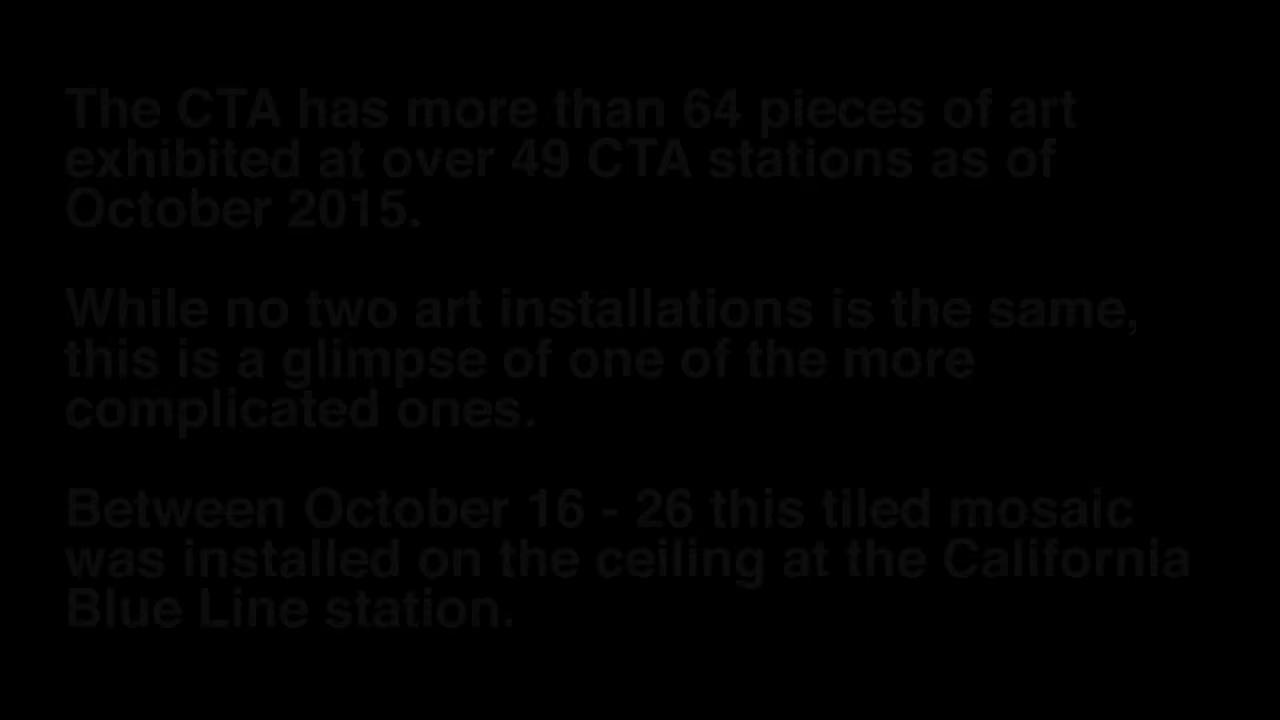 The CTA has more than 64 pieces of art
exhibited at over 49 CTA stations as of
October 2015.
While no two art installations is the same,
this is a glimpse of one of the more
complicated ones.
Between October 16 - 26 this tiled mosaic
was installed on the ceiling at the California
Blue Line station.